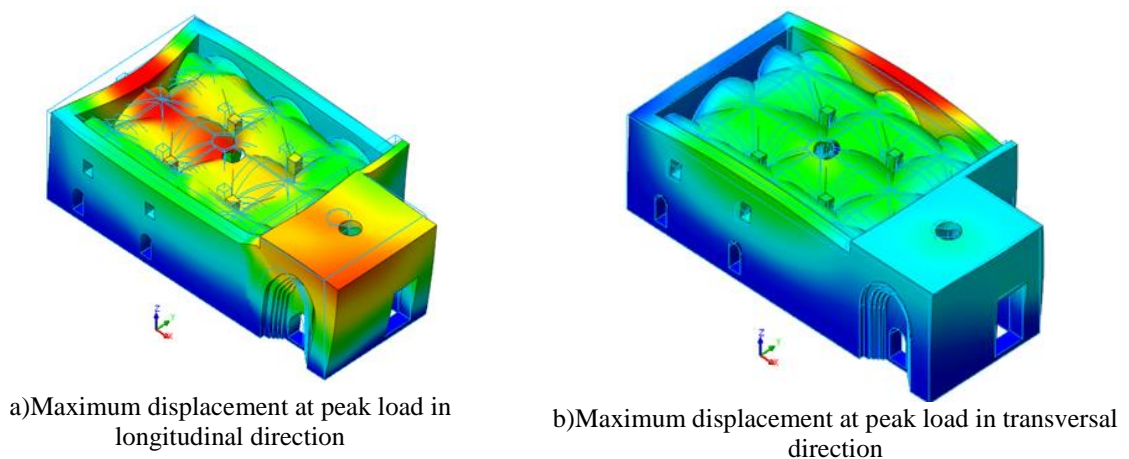 Z
Y
X
Z
Y
X
a)Maximum displacement at peak load in
longitudinal direction
b)Maximum displacement at peak load in transversal
direction